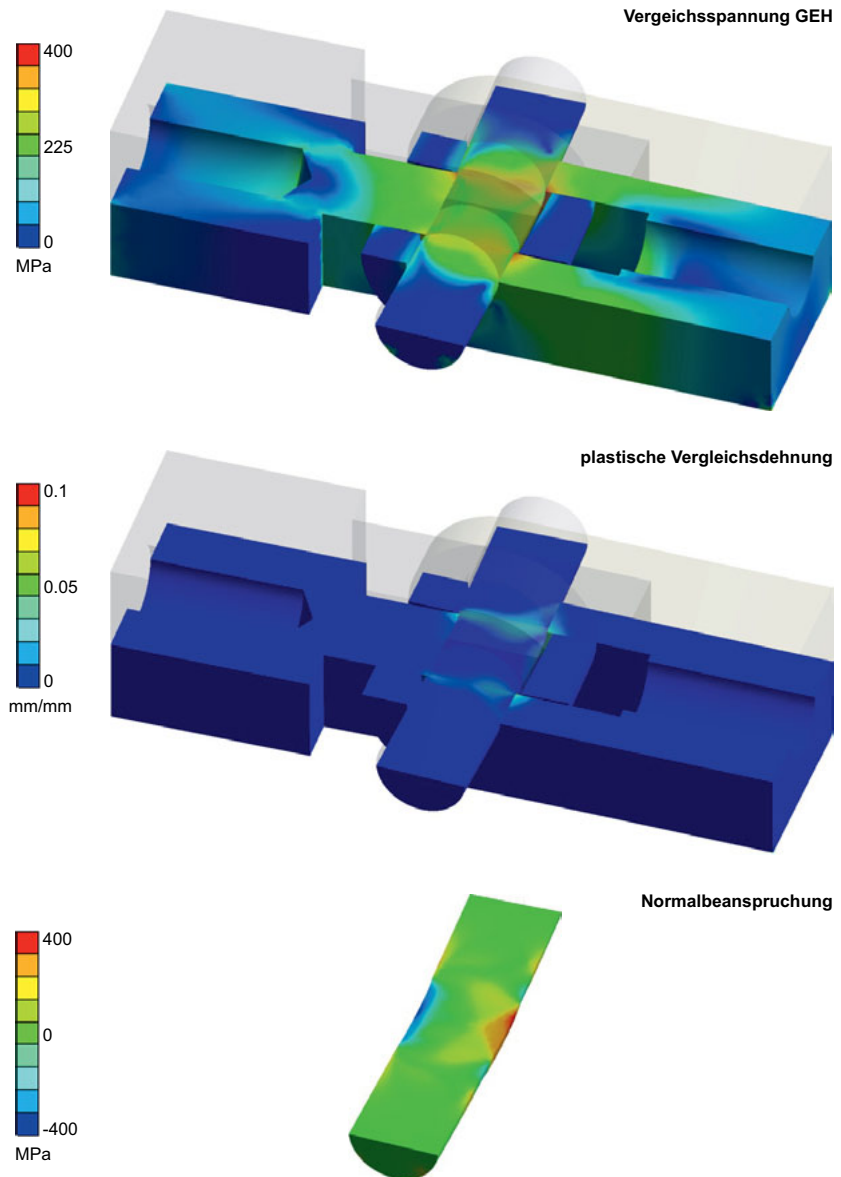 Vergeichsspannung GEH
400
225
0
MPa
plastische Vergleichsdehnung
0.1
0.05
0
mm/mm
Normalbeanspruchung
400
0
-400
MPa